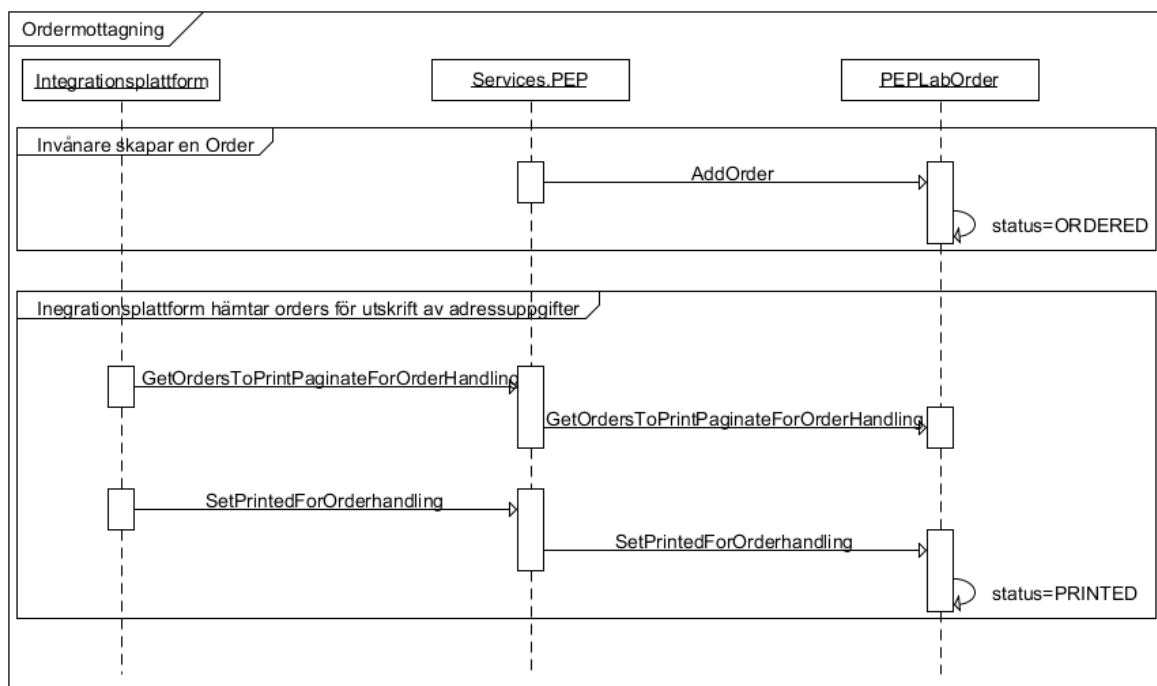 Ordermottagning
Integrationsplattform
Services.PEP
PEPLabOrder
Invånare skapar en Order
AddOrder
status=ORDERED
Inegrationsplattform hämtar orders för utskrift av adressuppgifter
GetOrdersToPrintPaginateForOrderHandling
GetOrdersToPrintPaginateForOrderHandling
SetPrintedForOrderhandling
SetPrintedForOrderhandling
status=PRINTED